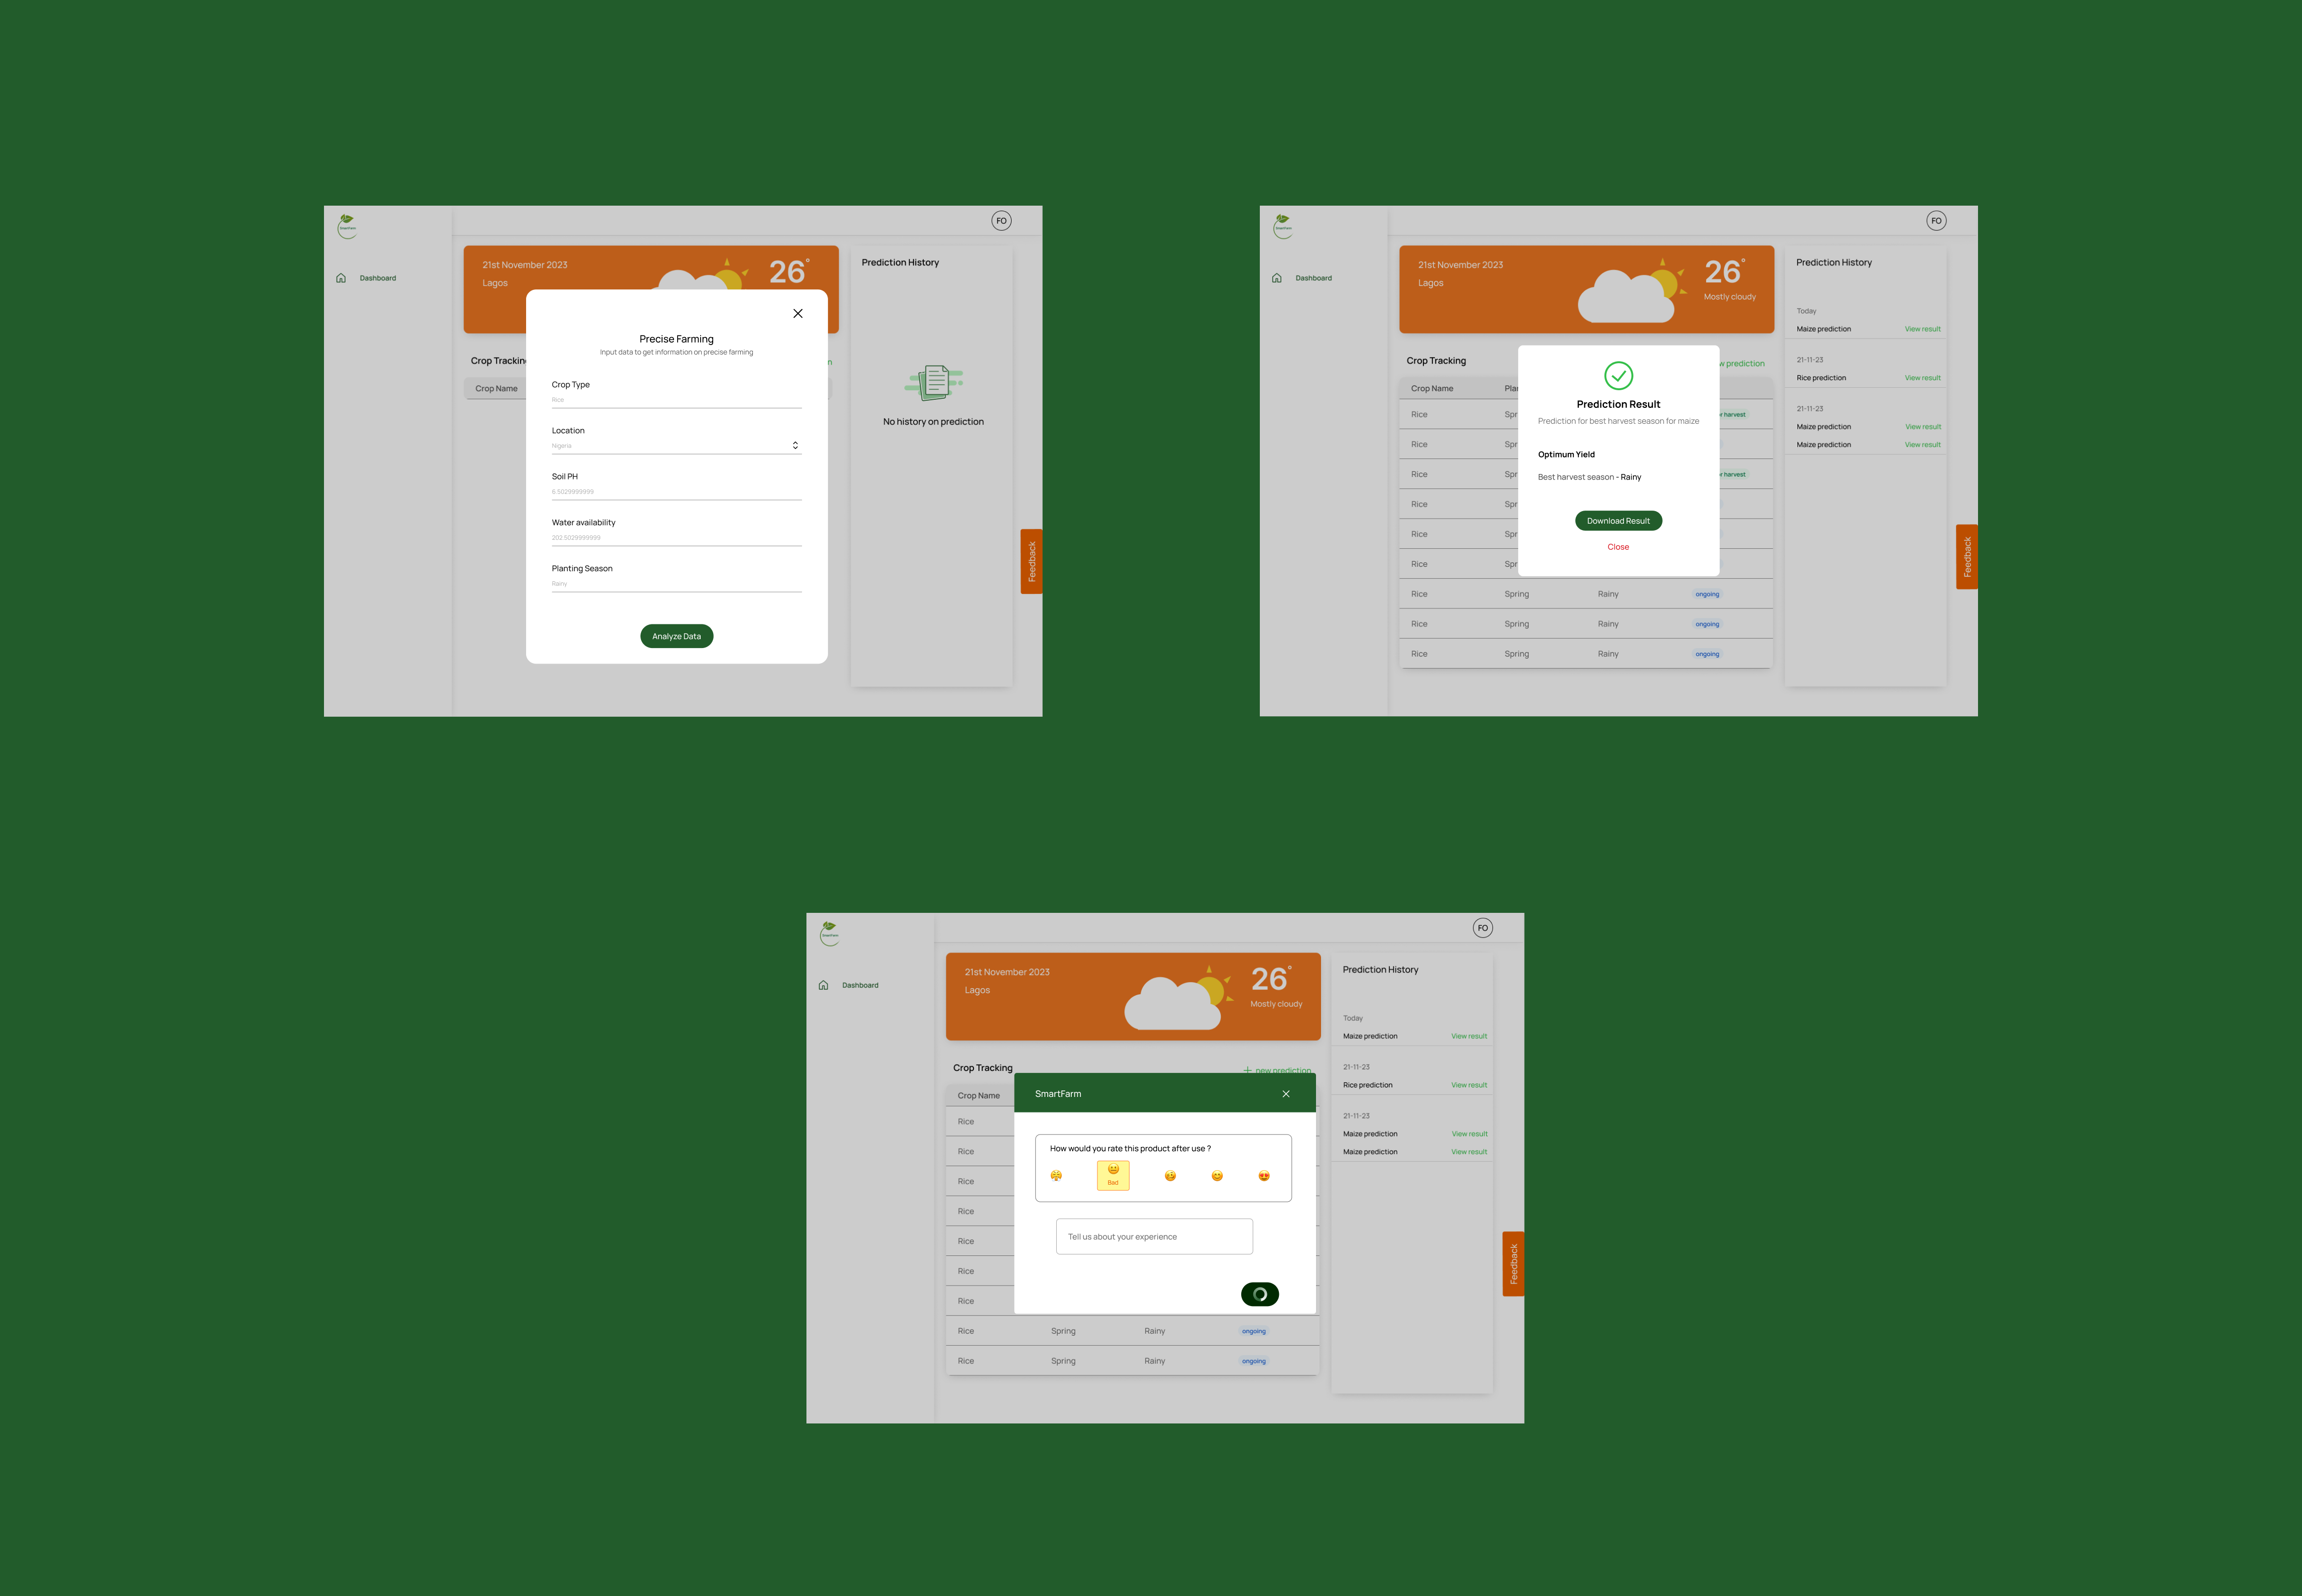 SmartFarm
FO
Dashboard
21st November 2023
Lagos
26°
Prediction History
Crop Tracking
Crop Name
No history on prediction
Feedback
Precise Farming
Input data to get information on precise farming
Crop Type
Rice
Location
Nigeria
Soil PH
6.5029999999
Water availability
202.5029999999
Planting Season
Rainy
Analyze Data
SmartFarm
FO
Dashboard
21st November 2023
Lagos
26°
Mostly cloudy
Prediction History
Today
Maize prediction View result
21-11-23
Rice prediction View result
21-11-23
Maize prediction View result
Maize prediction View result
Crop Tracking
prediction
Crop Name
Rice harvest
Rice
Rice harvest
Rice
Rice
Rice
Rice Spring Rainy ongoing
Rice Spring Rainy ongoing
Rice Spring Rainy ongoing
Feedback
Prediction Result
Prediction for best harvest season for maize
Optimum Yield
Best harvest season - Rainy
Download Result
Close
SmartFarm
FO
Dashboard
21st November 2023
Lagos
26°
Mostly cloudy
Prediction History
Today
Maize prediction View result
21-11-23
Rice prediction View result
21-11-23
Maize prediction View result
Maize prediction View result
Crop Tracking
+ new prediction
Crop Name
Rice
Rice
Rice
Rice
Rice
Rice
Rice
Rice Spring Rainy ongoing
Rice Spring Rainy ongoing
Feedback
SmartFarm
How would you rate this product after use ?
Bad
Tell us about your experience